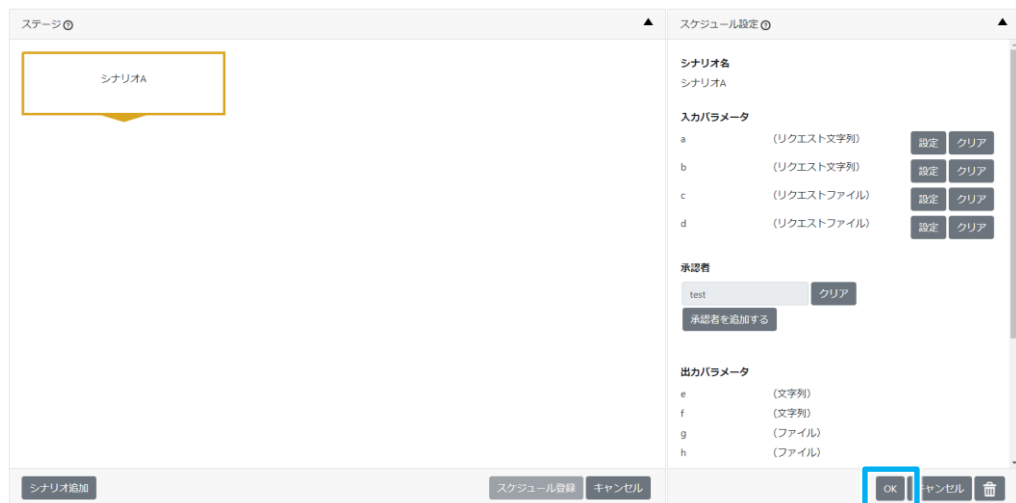 ステージ
シナリオA
シナリオ追加
スケジュール登録 キャンセル
スケジュール設定
シナリオ名
シナリオA
入力パラメータ
a (リクエスト文字列) 設定 クリア
b (リクエスト文字列) 設定 クリア
c (リクエストファイル) 設定 クリア
d (リクエストファイル) 設定 クリア
承認者
test クリア
承認者を追加する
出力パラメータ
e (文字列)
f (文字列)
g (ファイル)
h (ファイル)
OK キャンセル